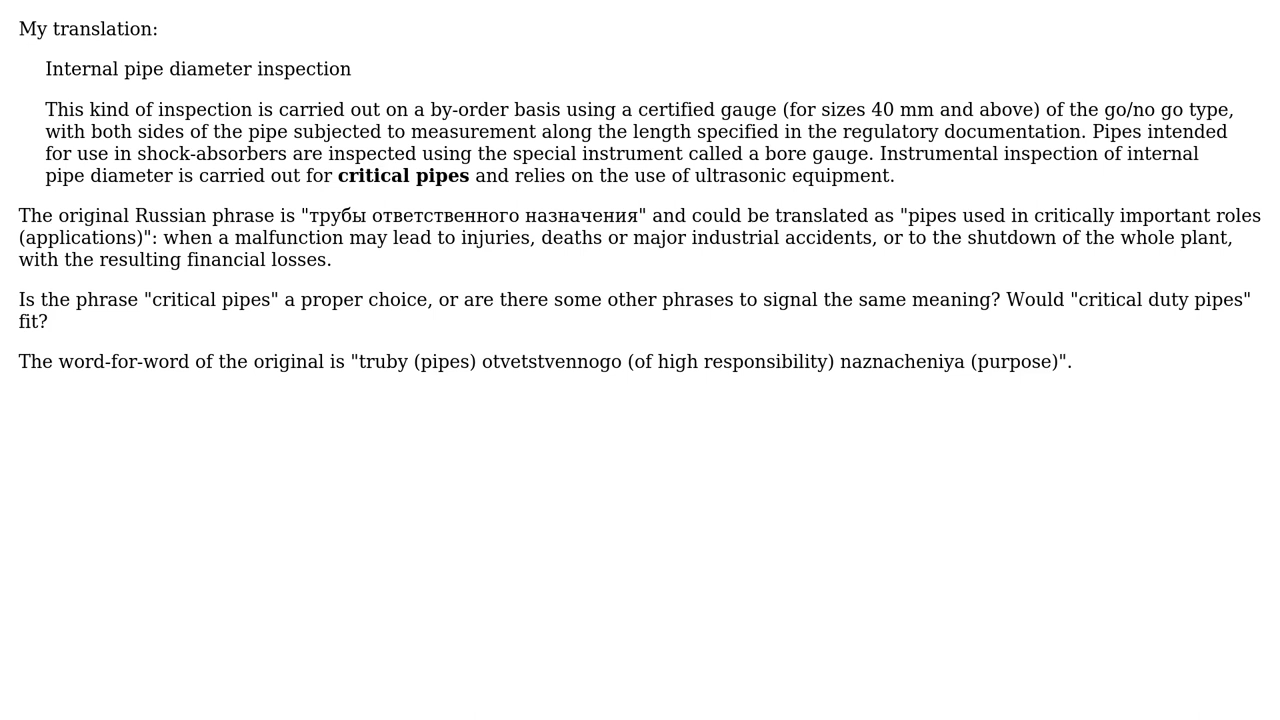 My translation:
Internal pipe diameter inspection
This kind of inspection is carried out on a by-order basis using a certified gauge (for sizes 40 mm and above) of the go/no go type,
with both sides of the pipe subjected to measurement along the length specified in the regulatory documentation. Pipes intended
for use in shock-absorbers are inspected using the special instrument called a bore gauge. Instrumental inspection of internal
pipe diameter is carried out for critical pipes and relies on the use of ultrasonic equipment.
The original Russian phrase is "трубы ответственного назначения" and could be translated as "pipes used in critically important roles
(applications)": when a malfunction may lead to injuries, deaths or major industrial accidents, or to the shutdown of the whole plant,
with the resulting financial losses.
Is the phrase "critical pipes" a proper choice, or are there some other phrases to signal the same meaning? Would "critical duty pipes"
fit?
The word-for-word of the original is "truby (pipes) otvetstvennogo (of high responsibility) naznacheniya (purpose)".